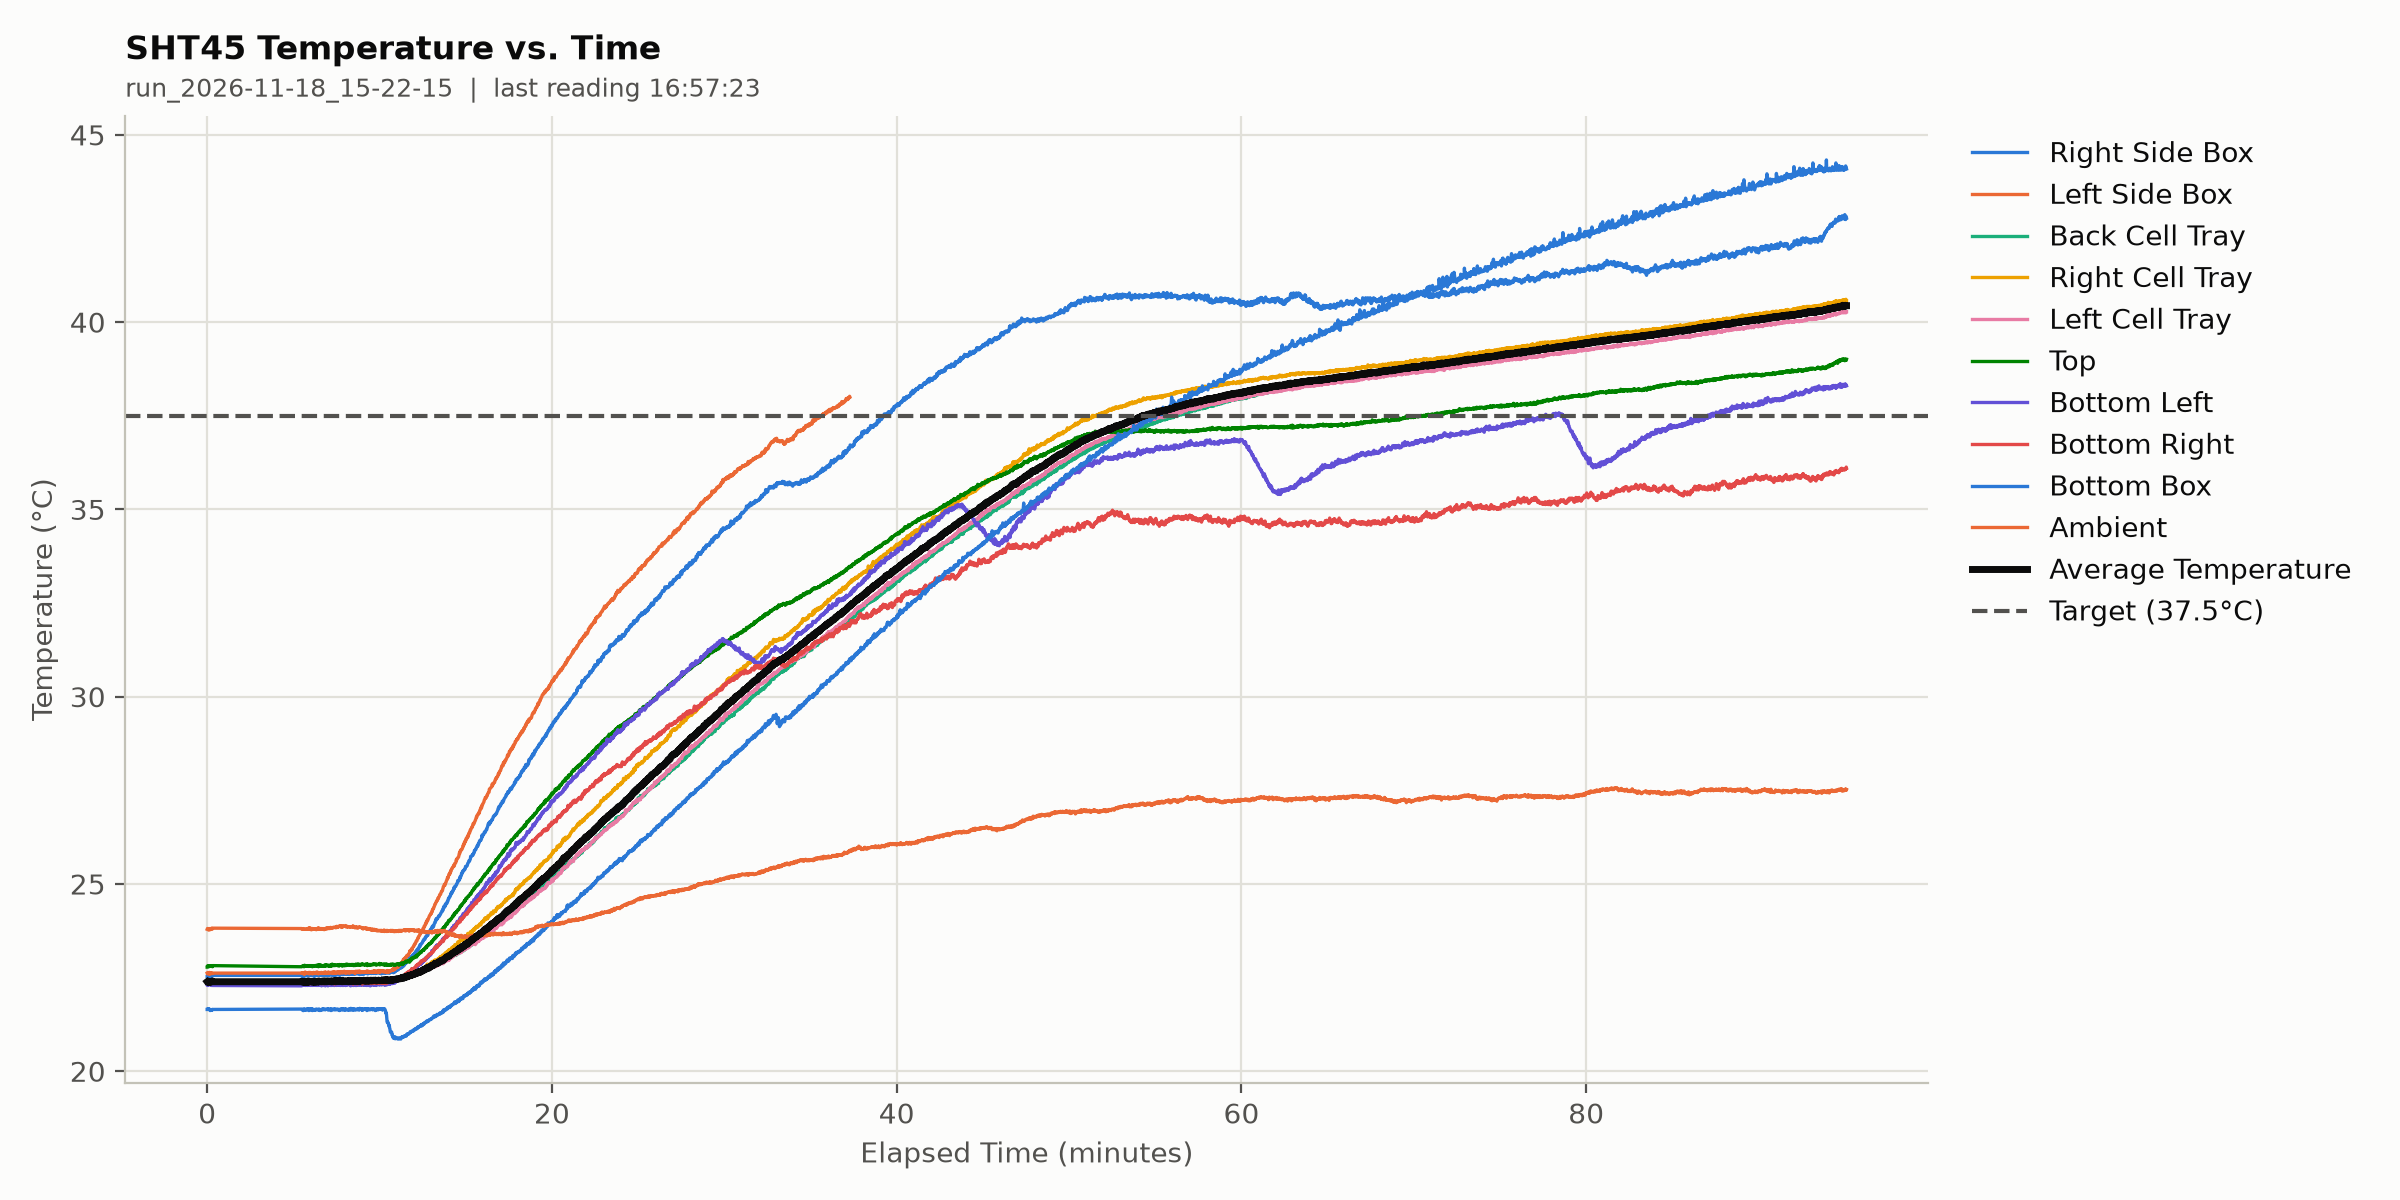 SHT45 Temperature vs. Time
run_2026-11-18_15-22-15 | last reading 16:57:23
45
40
35
30
25
20
Temperature (°C)
0 20 40 60 80
Elapsed Time (minutes)
Right Side Box
Left Side Box
Back Cell Tray
Right Cell Tray
Left Cell Tray
Top
Bottom Left
Bottom Right
Bottom Box
Ambient
Average Temperature
Target (37.5°C)